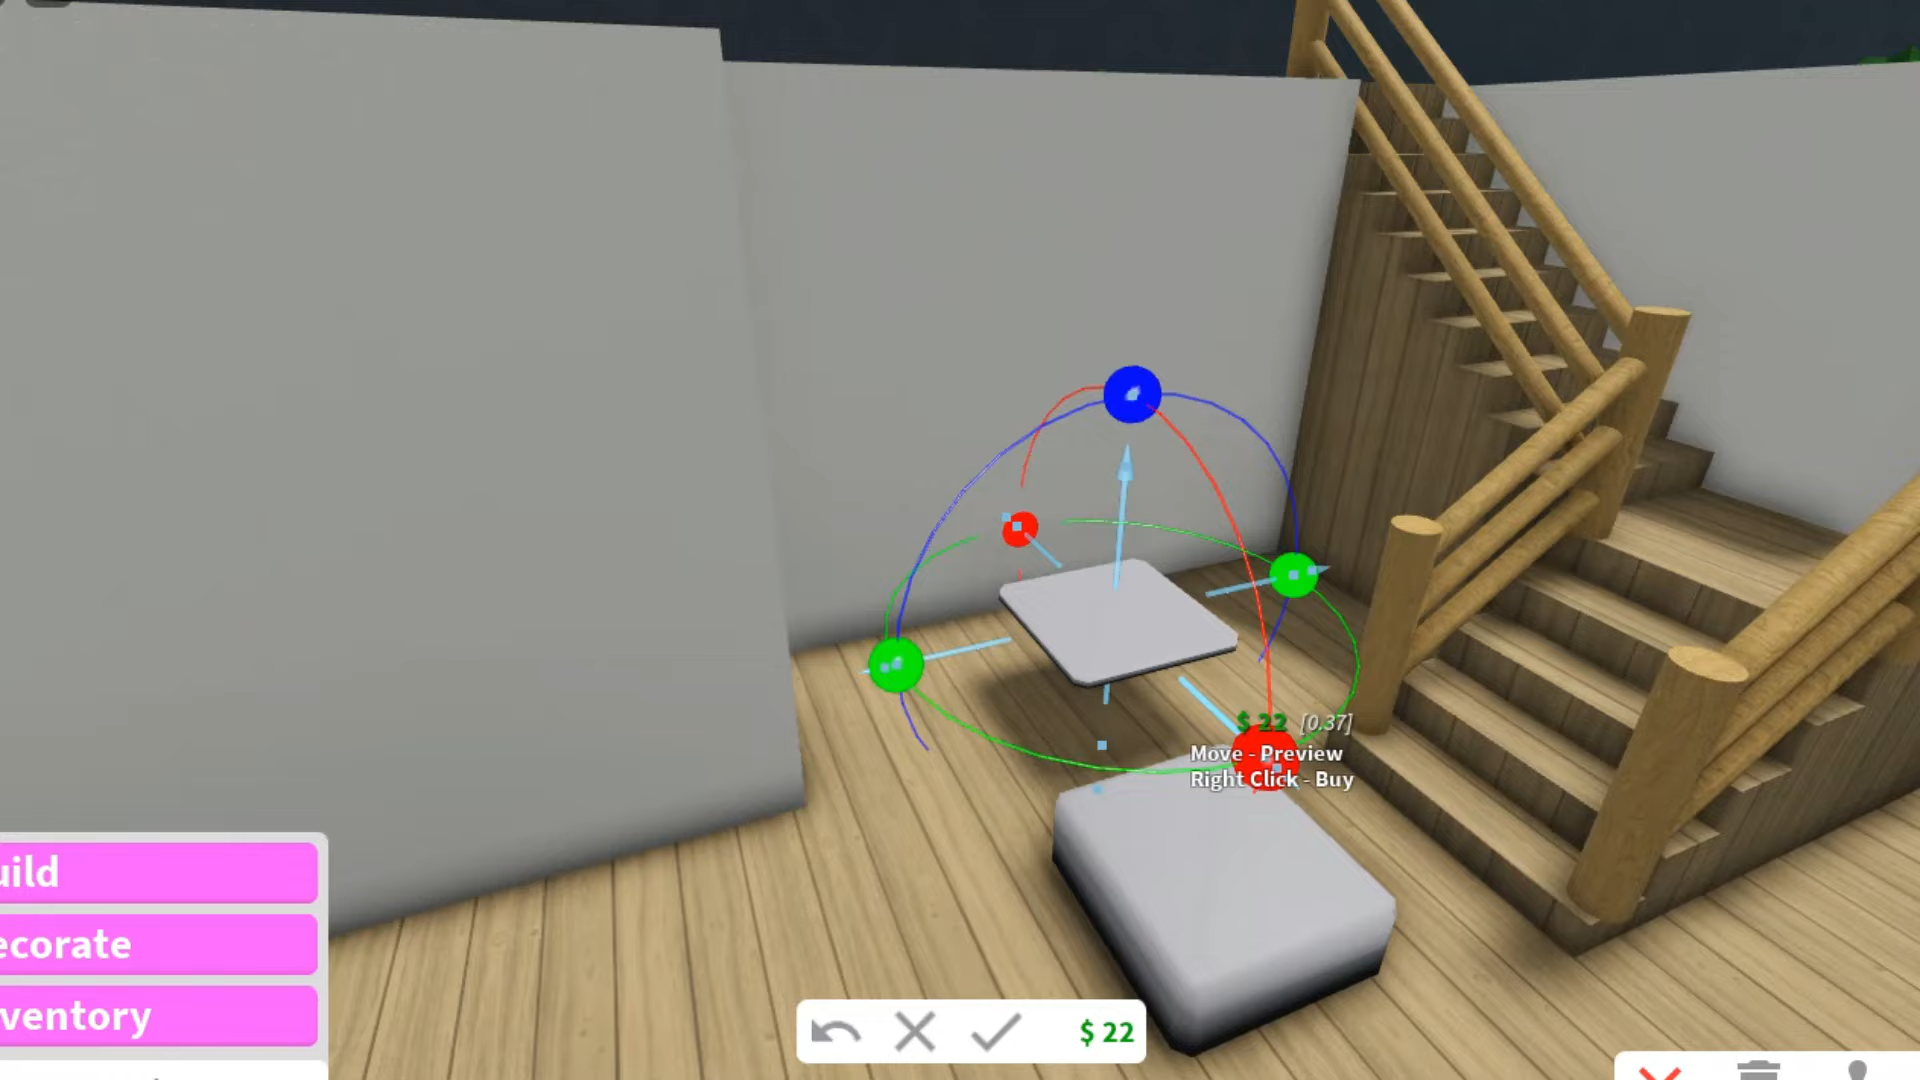 $ 22 [0.37]
Move - Preview
Right Click - Buy
uild
ecorate
ventory
$ 22